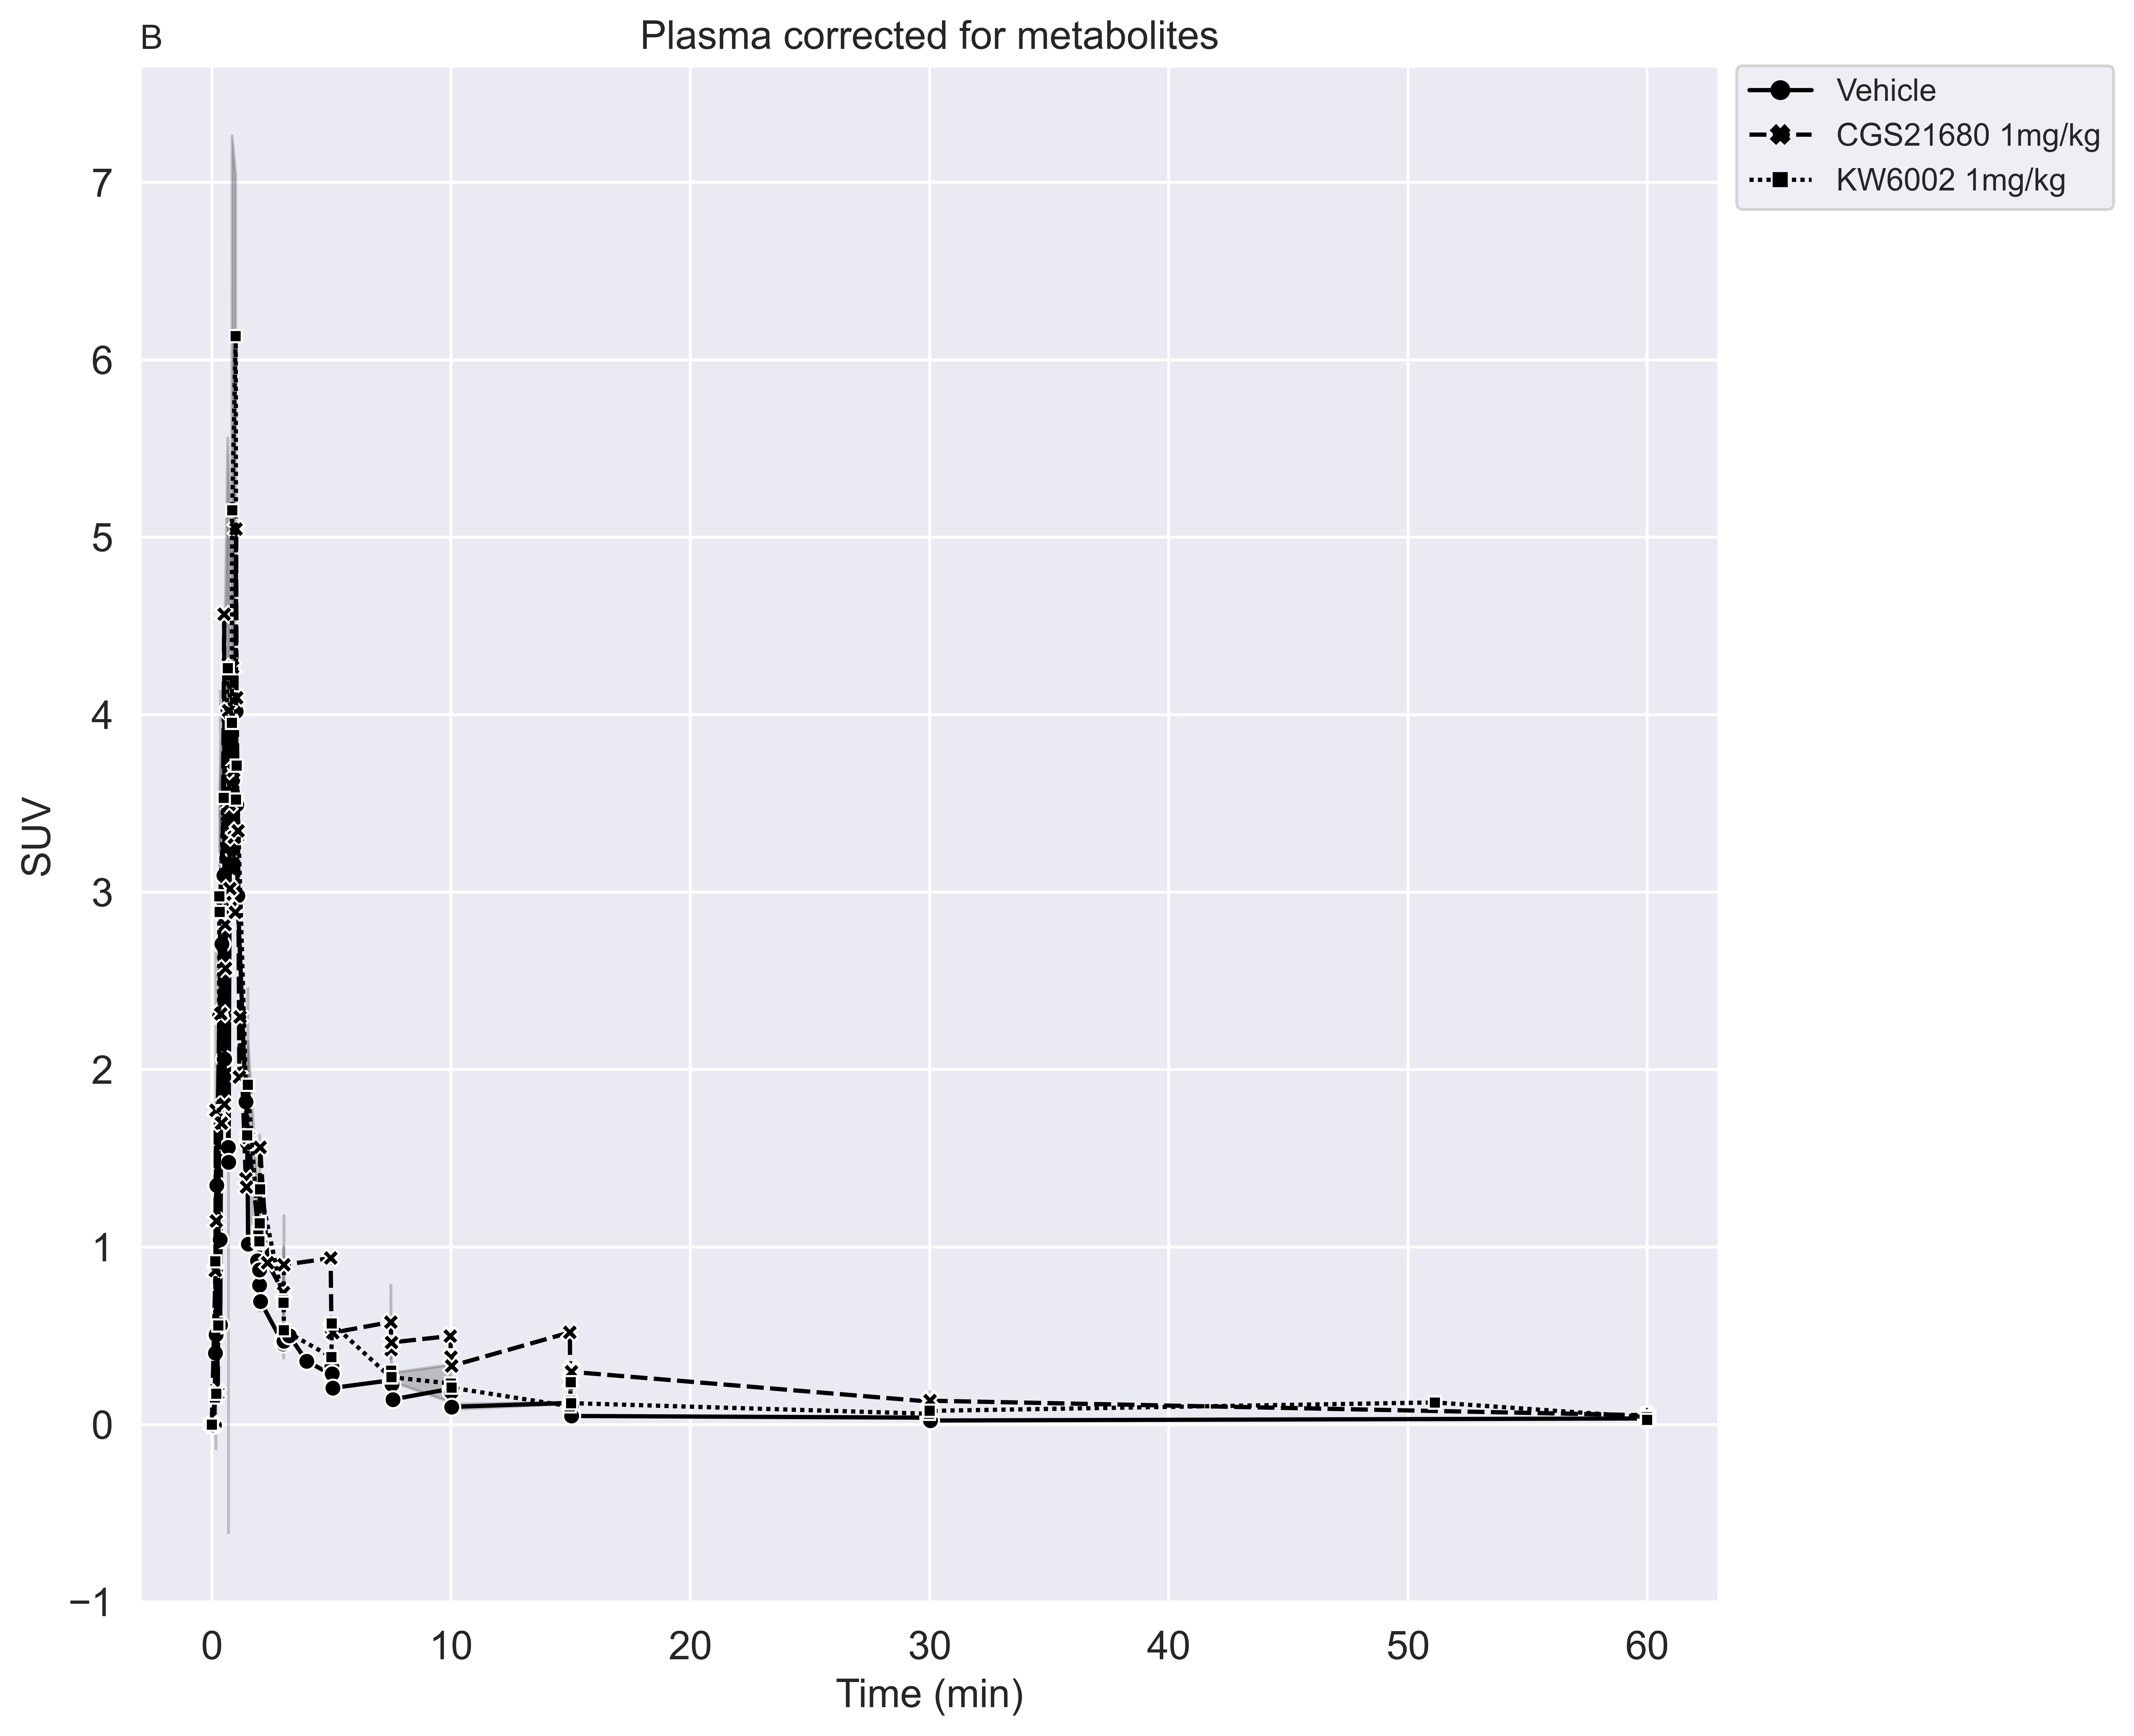 B
Plasma corrected for metabolites
Vehicle
CGS21680 1mg/kg
KW6002 1mg/kg
7
6
5
4
3
2
1
0
−1
SUV
0 10 20 30 40 50 60
Time (min)